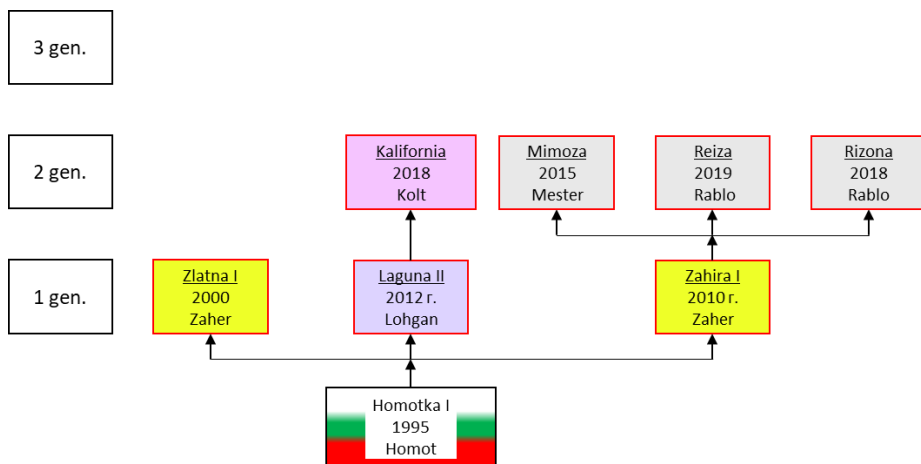 3 gen.
2 gen.
Kalifornia
2018
Kolt
Mimoza
2015
Mester
Reiza
2019
Rablo
Rizona
2018
Rablo
1 gen.
Zlatna I
2000
Zaher
Laguna II
2012 г.
Lohgan
Zahira I
2010 г.
Zaher
Homotka I
1995
Homot